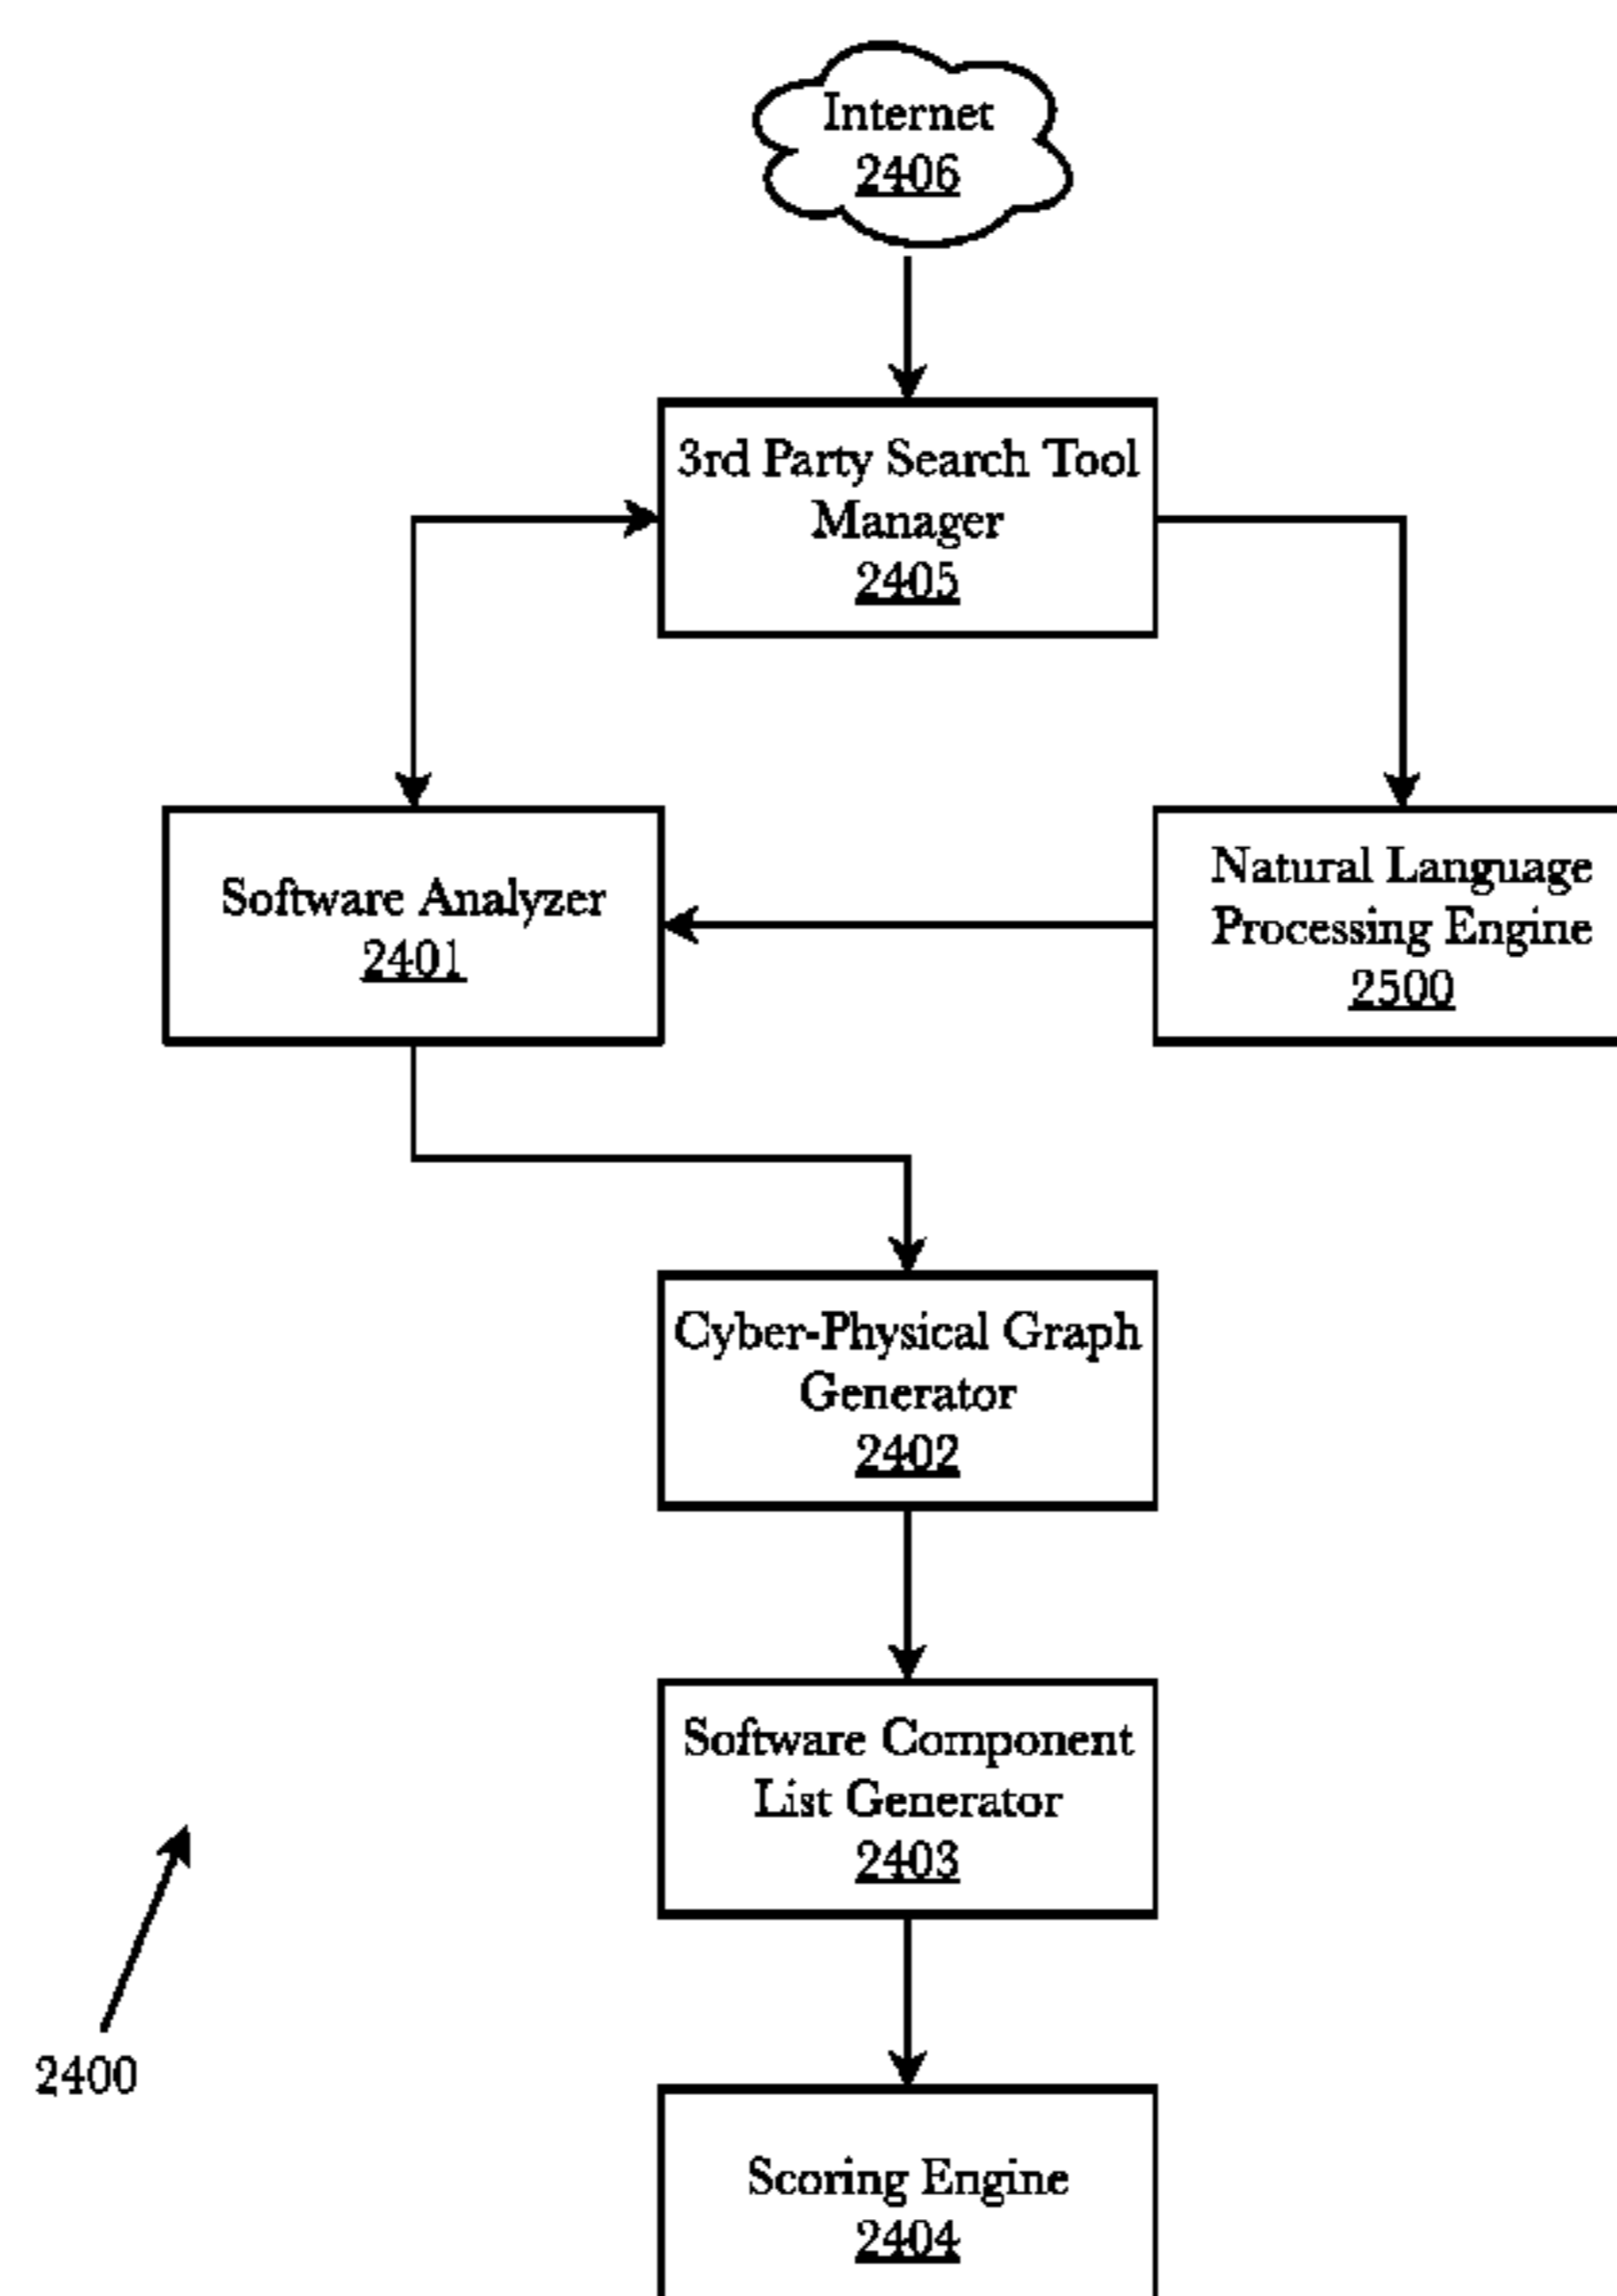 Internet
2406
3rd Party Search Tool
Manager
2405
Software Analyzer
2401
Natural Language
Processing Engine
2500
Cyber-Physical Graph
Generator
2402
Software Component
List Generator
2403
2400
Scoring Engine
2404